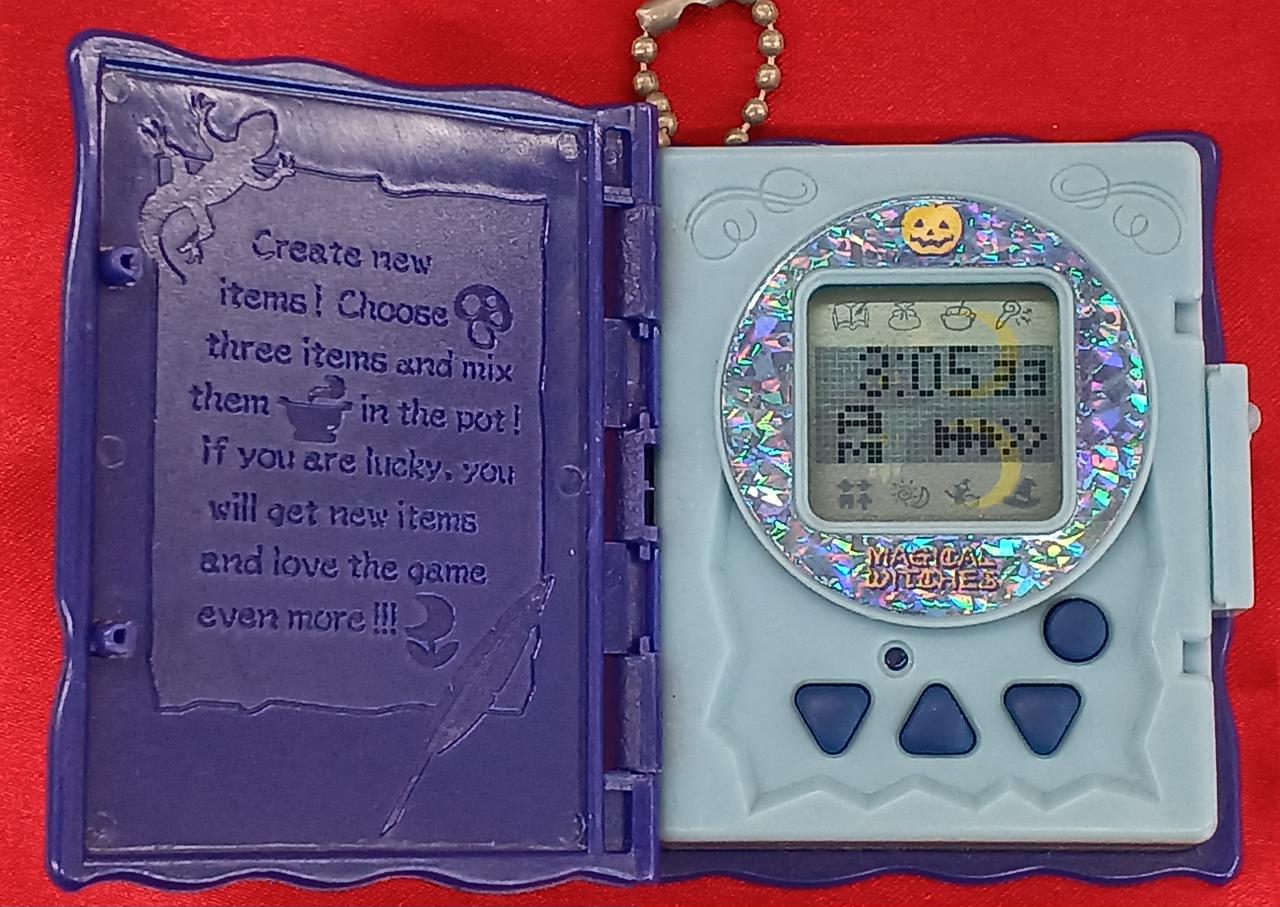 Create new
items! Choose
three items and mix
them in the pot!
if you are lucky, you
will get new items
and love the game
even more !!!
3:05
MAGICAL
WITCHES